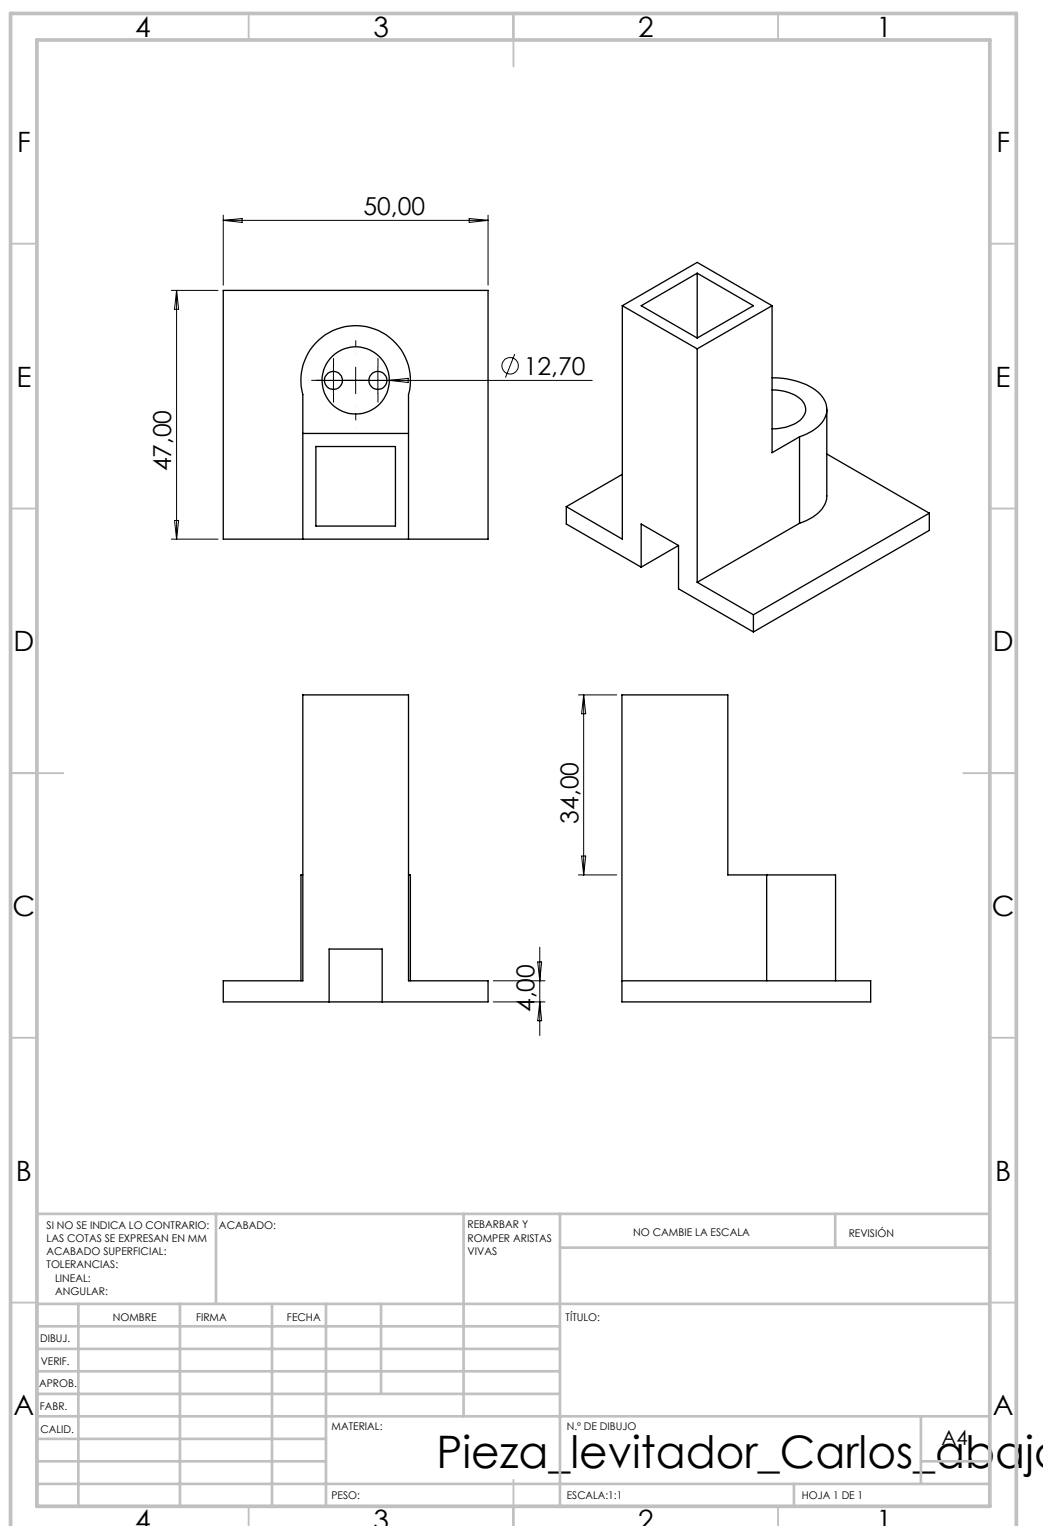 4 3 2 1
F F
50,00
E E
Ø 12,70
47,00
D D
34,00
C C
4,00
B B
SI NO SE INDICA LO CONTRARIO:
LAS COTAS SE EXPRESAN EN MM
ACABADO SUPERFICIAL:
TOLERANCIAS:
LINEAL:
ANGULAR:
ACABADO:
REBARBAR Y
ROMPER ARISTAS
VIVAS
NO CAMBIE LA ESCALA
REVISIÓN
NOMBRE FIRMA FECHA
TÍTULO:
DIBUJ.
VERIF.
APROB.
A A
FABR.
CALID.
MATERIAL:
N.º DE DIBUJO
A4
Pieza_levitador_Carlos_abajo
PESO:
ESCALA:1:1
HOJA 1 DE 1
4 3 2 1